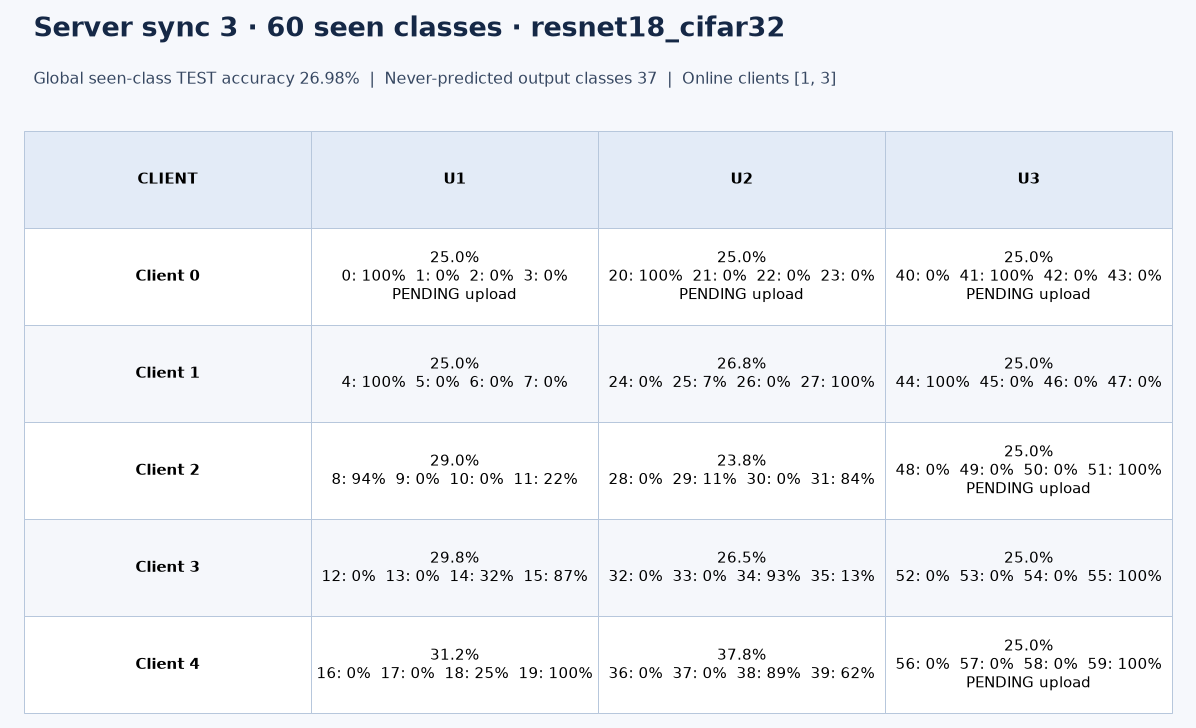 Server sync 3 · 60 seen classes · resnet18_cifar32
Global seen-class TEST accuracy 26.98% | Never-predicted output classes 37 | Online clients [1, 3]
CLIENT
U1
U2
U3
Client 0
25.0%
0: 100% 1: 0% 2: 0% 3: 0%
PENDING upload
25.0%
20: 100% 21: 0% 22: 0% 23: 0%
PENDING upload
25.0%
40: 0% 41: 100% 42: 0% 43: 0%
PENDING upload
Client 1
25.0%
4: 100% 5: 0% 6: 0% 7: 0%
26.8%
24: 0% 25: 7% 26: 0% 27: 100%
25.0%
44: 100% 45: 0% 46: 0% 47: 0%
Client 2
29.0%
8: 94% 9: 0% 10: 0% 11: 22%
23.8%
28: 0% 29: 11% 30: 0% 31: 84%
25.0%
48: 0% 49: 0% 50: 0% 51: 100%
PENDING upload
Client 3
29.8%
12: 0% 13: 0% 14: 32% 15: 87%
26.5%
32: 0% 33: 0% 34: 93% 35: 13%
25.0%
52: 0% 53: 0% 54: 0% 55: 100%
Client 4
31.2%
16: 0% 17: 0% 18: 25% 19: 100%
37.8%
36: 0% 37: 0% 38: 89% 39: 62%
25.0%
56: 0% 57: 0% 58: 0% 59: 100%
PENDING upload